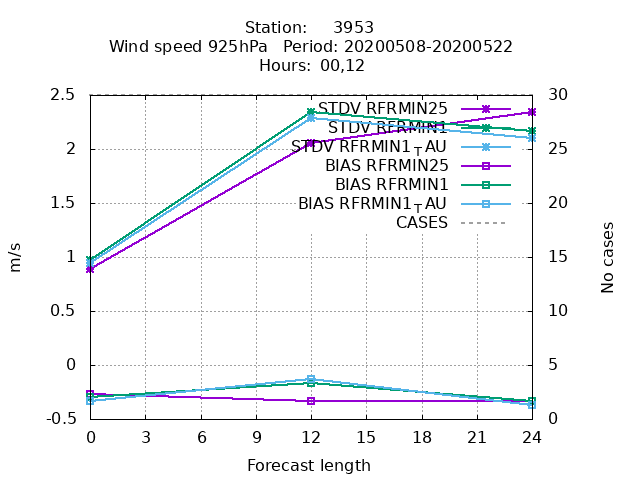 Station: 3953
Wind speed 925hPa Period: 20200508-20200522
Hours: 00,12
2.5
2
1.5
1
0.5
0
-0.5
30
25
20
15
10
5
0
STDV RFRMIN25
STDV RFRMIN1
STDV RFRMIN1TAU
BIAS RFRMIN25
BIAS RFRMIN1
BIAS RFRMIN1TAU
CASES
m/s
No cases
0 3 6 9 12 15 18 21 24
Forecast length